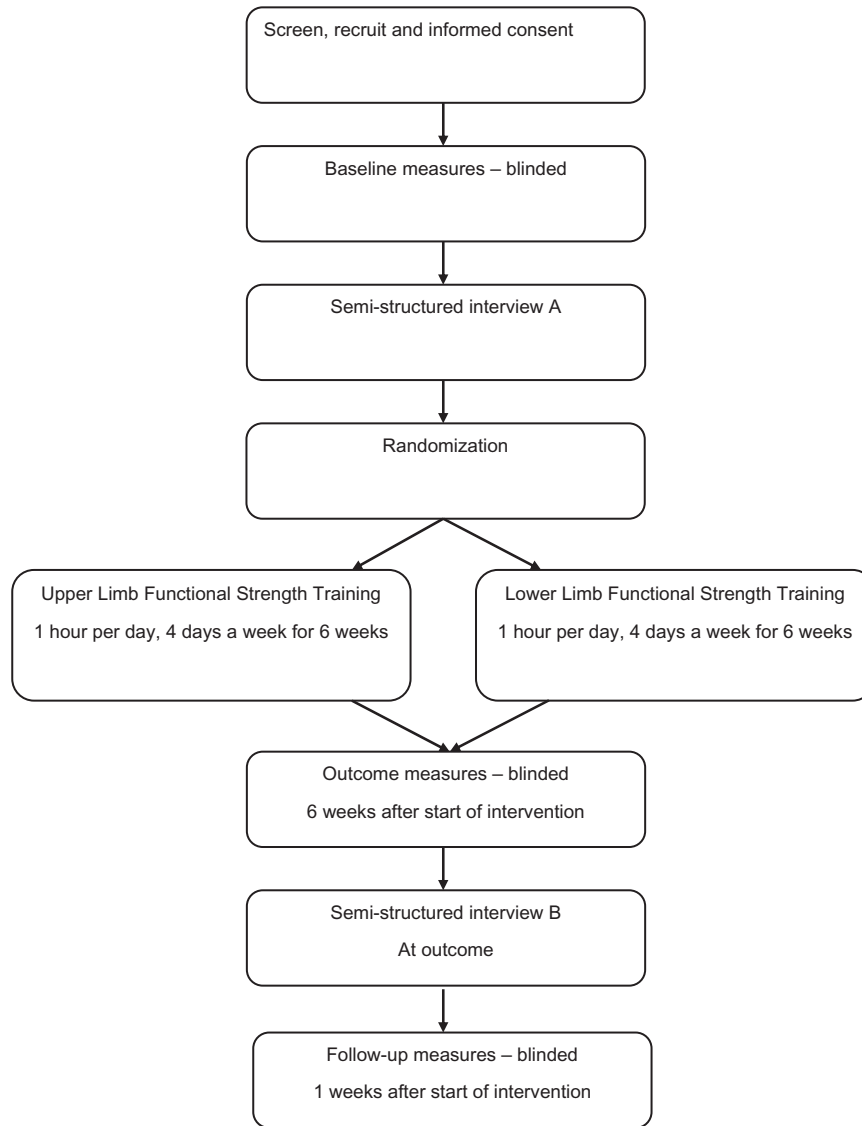 Screen, recruit and informed consent
Baseline measures – blinded
Semi-structured interview A
Randomization
Upper Limb Functional Strength Training
1 hour per day, 4 days a week for 6 weeks
Lower Limb Functional Strength Training
1 hour per day, 4 days a week for 6 weeks
Outcome measures – blinded
6 weeks after start of intervention
Semi-structured interview B
At outcome
Follow-up measures – blinded
1 weeks after start of intervention